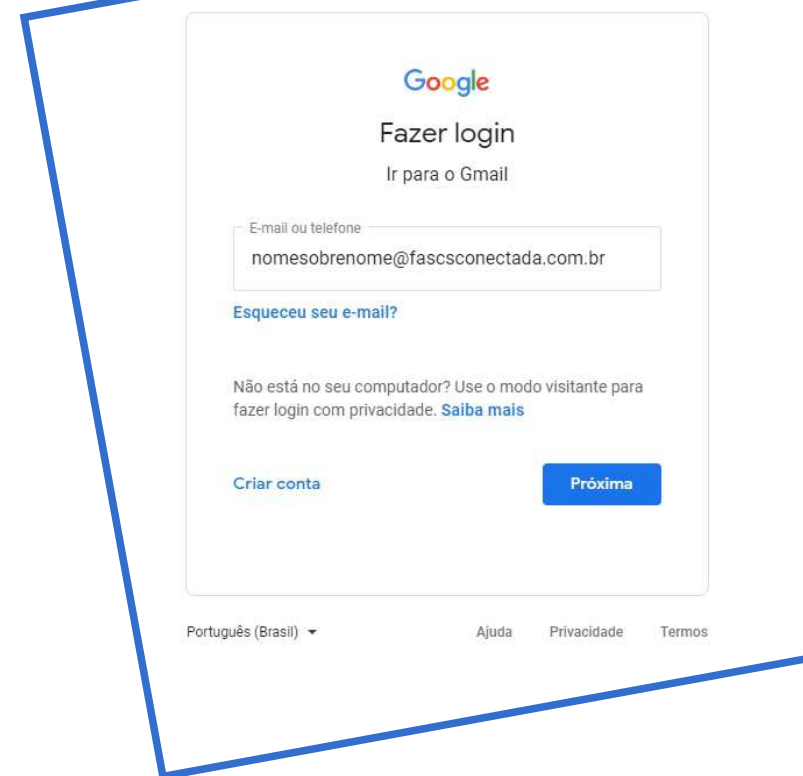 Google
Fazer login
Ir para o Gmail
E-mail ou telefone
nomesobrenome@fascsconectada.com.br
Esqueceu seu e-mail?
Não está no seu computador? Use o modo visitante para
fazer login com privacidade. Saiba mais
Criar conta Próxima
Português (Brasil) Ajuda Privacidade Termos